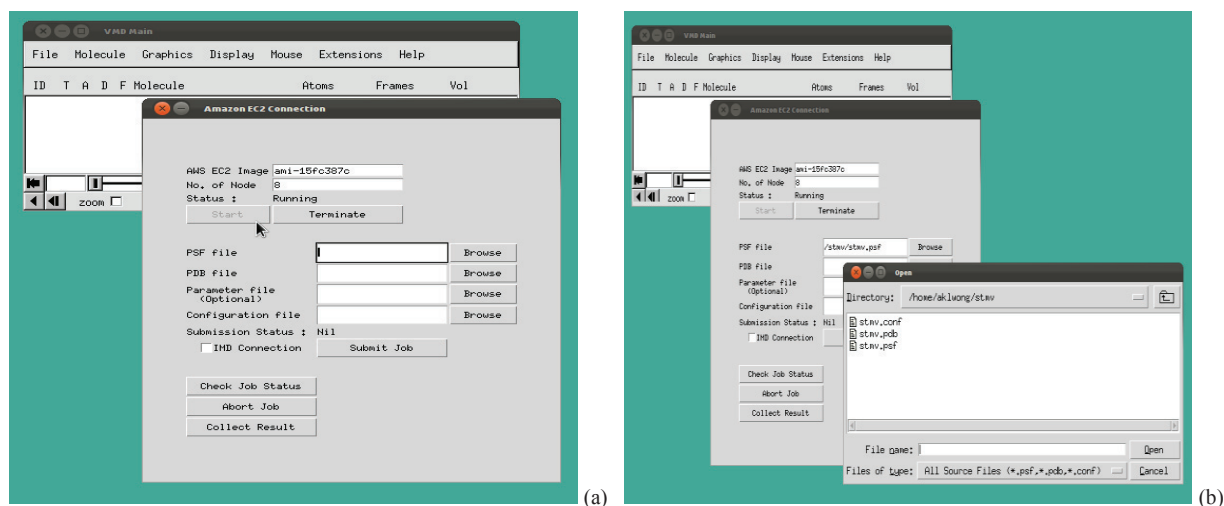 VMD Main
File Molecule Graphics Display Mouse Extensions Help
ID T A D F Molecule Atoms Frames Vol
zoom
Amazon EC2 Connection
AWS EC2 Image ami-15fc387c
No. of Node 8
Status : Running
Start Terminate
PSF file Browse
PDB file Browse
Parameter file Browse
(Optional)
Configuration file Browse
Submission Status : Nil
IMD Connection Submit Job
Check Job Status
Abort Job
Collect Result
(a)
VMD Main
File Molecule Graphics Display Mouse Extensions Help
ID T A D F Molecule Atoms Frames Vol
zoom
Amazon EC2 Connection
AWS EC2 Image ami-15fc387c
No. of Node 8
Status : Running
Start Terminate
PSF file /stmv/stmv.psf Browse
PDB file
Parameter file
(Optional)
Configuration file
Submission Status : Nil
IMD Connection
Check Job Status
Abort Job
Collect Result
Open
Directory: /home/aklwong/stmv
stmv.conf
stmv.pdb
stmv.psf
File name: Open
Files of type: All Source Files (*.psf,*.pdb,*.conf) Cancel
(b)